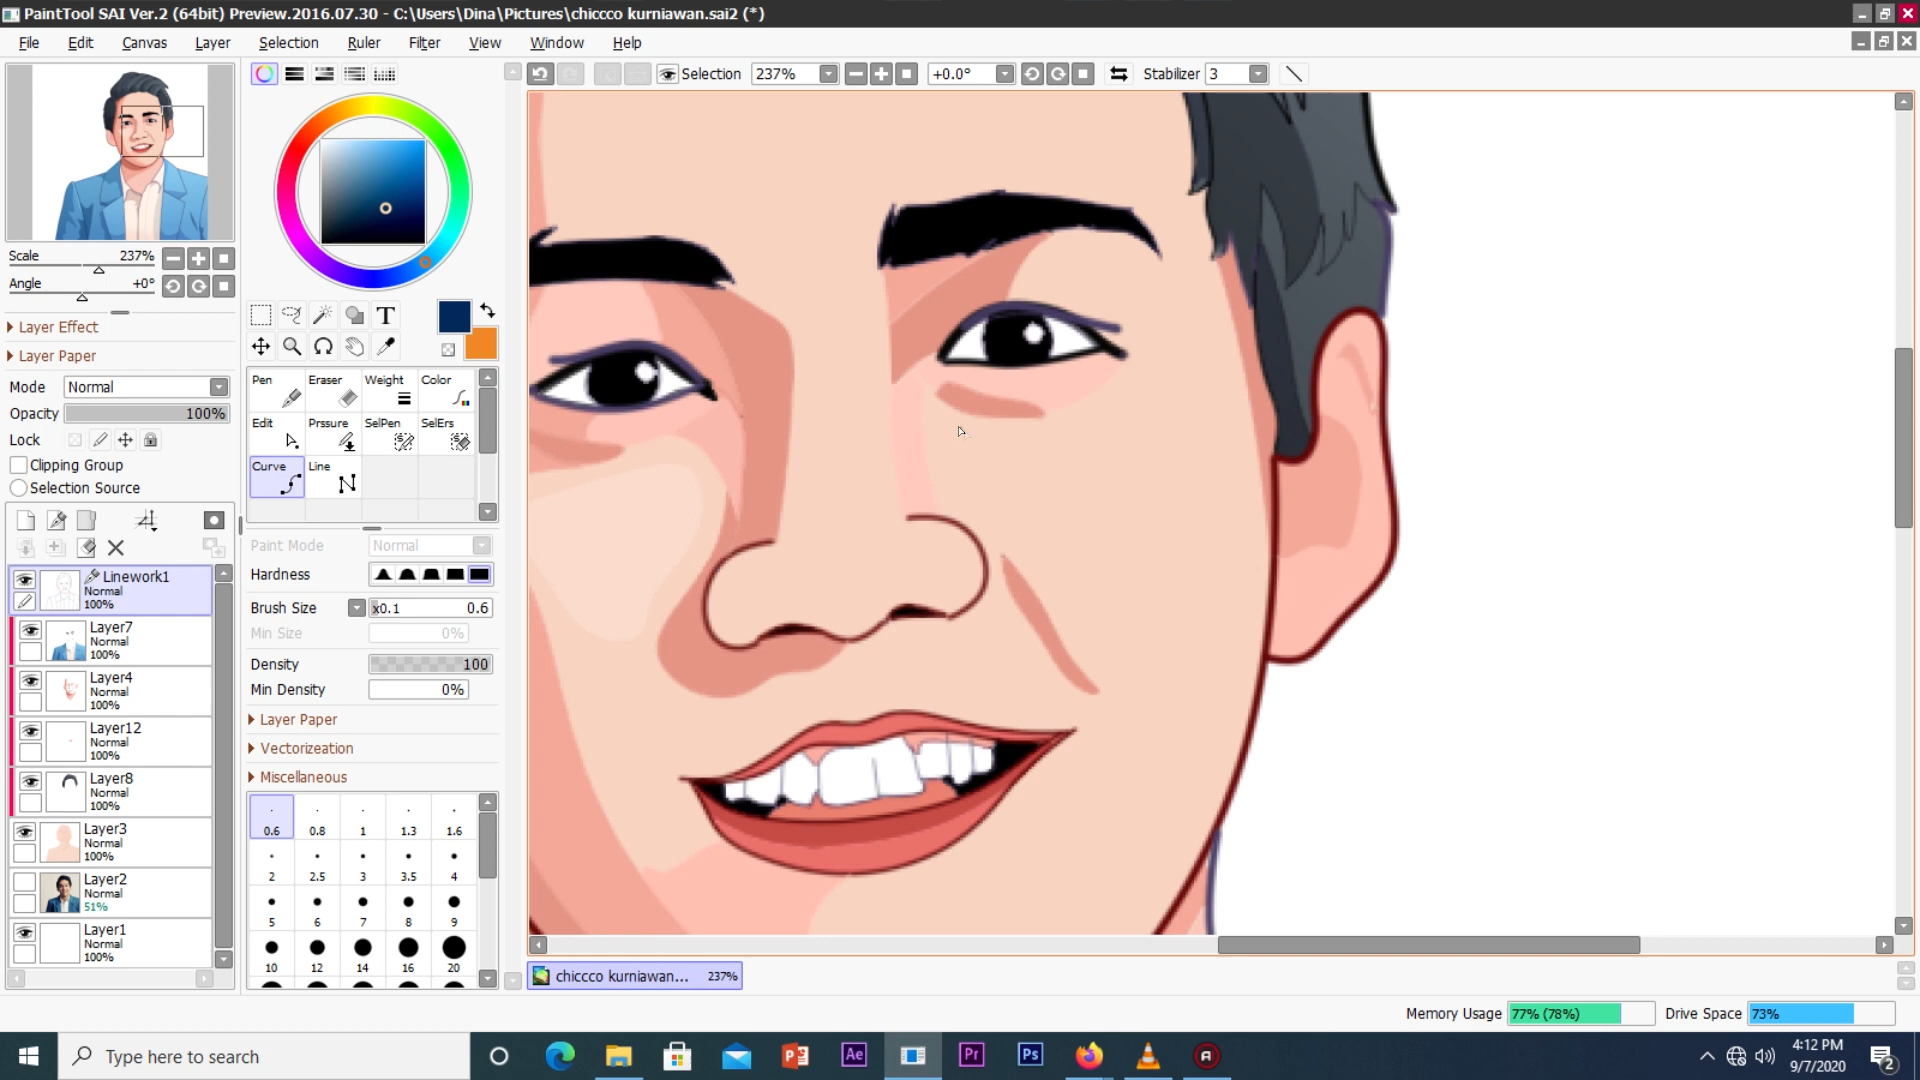 PaintTool SAI Ver.2 (64bit) Preview.2016.07.30 - C:\Users\Dina\Pictures\chiccco kurniawan.sai2 (*)
File Edit Canvas Layer Selection Ruler Filter View Window Help
Selection 237% +0.0° Stabilizer 3
Scale 237%
Angle +0°
Layer Effect
Layer Paper
Mode Normal
Opacity 100%
Lock
Clipping Group
Selection Source
Linework1
Normal
100%
Layer7
Normal
100%
Layer4
Normal
100%
Layer12
Normal
100%
Layer8
Normal
100%
Layer3
Normal
100%
Layer2
Normal
51%
Layer1
Normal
100%
T
Pen Eraser Weight Color
Edit Prssure SelPen SelErs
Curve Line
Paint Mode Normal
Hardness
Brush Size x0.1 0.6
Min Size 0%
Density 100
Min Density 0%
Layer Paper
Vectorizeation
Miscellaneous
0.6 0.8 1 1.3 1.6
2 2.5 3 3.5 4
5 6 7 8 9
10 12 14 16 20
chiccco kurniawan... 237%
Memory Usage 77% (78%) Drive Space 73%
Type here to search
Ae Pr Ps
4:12 PM
9/7/2020
2